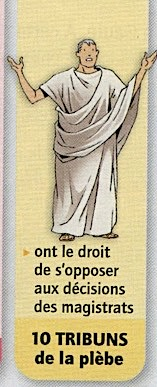 ▸ ont le droit
de s'opposer
aux décisions
des magistrats
10 TRIBUNS
de la plèbe